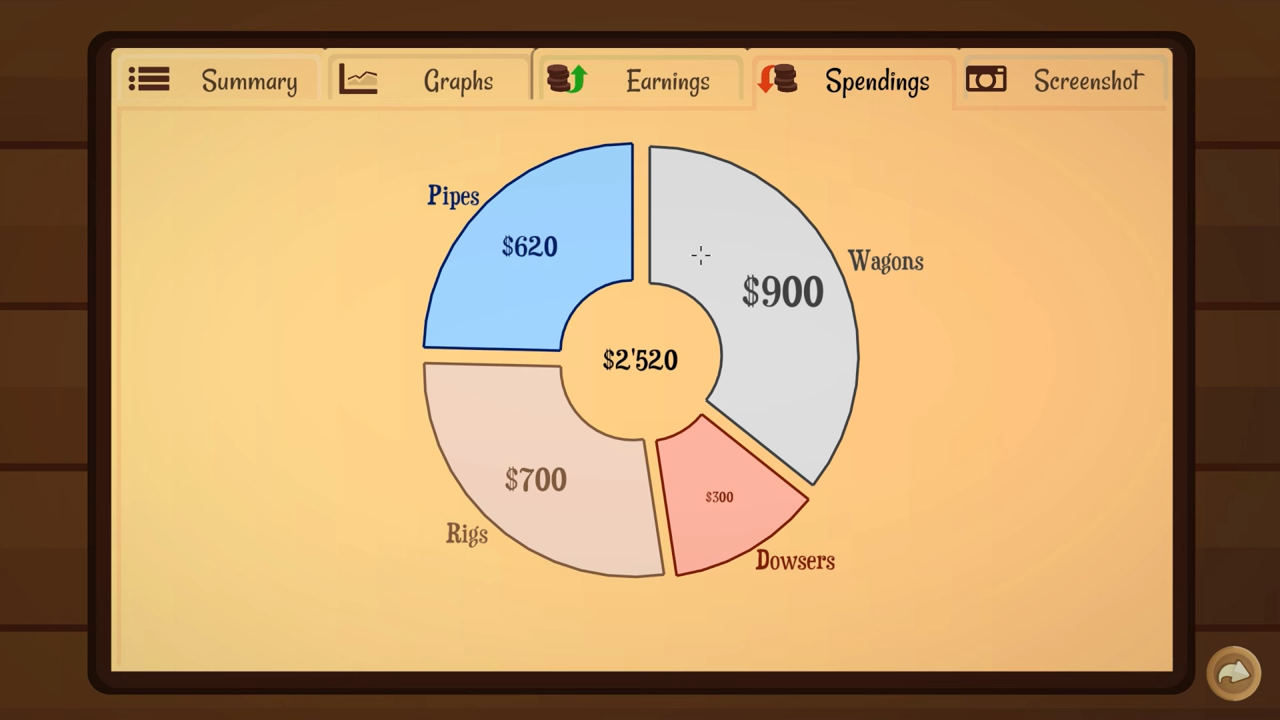 Summary
Graphs
Earnings
Spendings
Screenshot
Pipes
$620
Wagons
$900
$2'520
$700
Rigs
$300
Dowsers